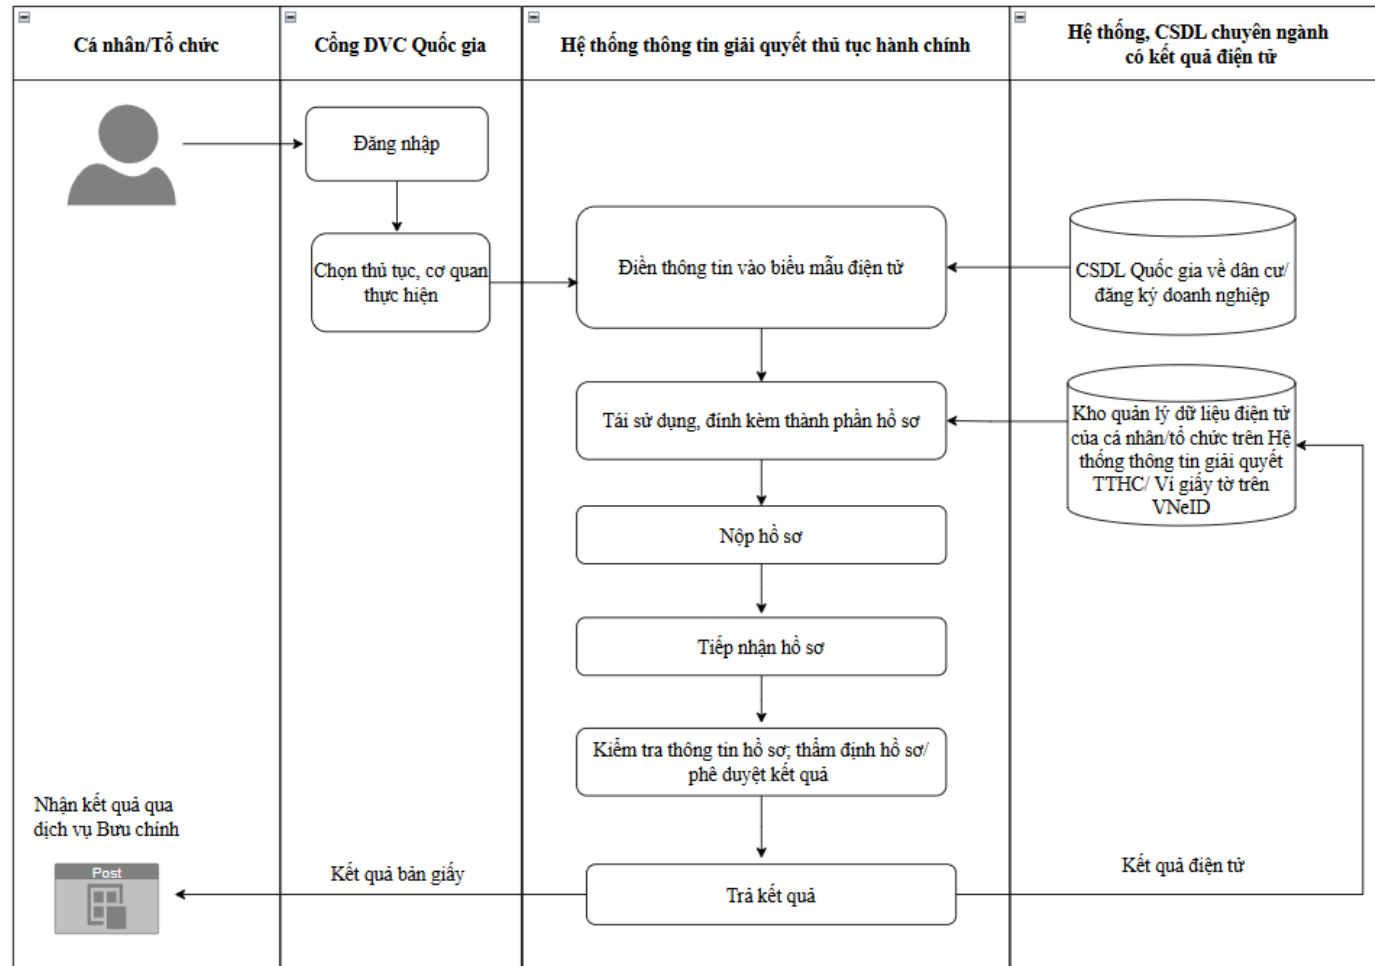 Cá nhân/Tổ chức
Cổng DVC Quốc gia
Hệ thống thông tin giải quyết thủ tục hành chính
Hệ thống, CSDL chuyên ngành
có kết quả điện tử
Đăng nhập
Chọn thủ tục, cơ quan
thực hiện
Điền thông tin vào biểu mẫu điện tử
CSDL Quốc gia về dân cư/
đăng ký doanh nghiệp
Tái sử dụng, đính kèm thành phần hồ sơ
Kho quản lý dữ liệu điện tử
của cá nhân/tổ chức trên Hệ
thống thông tin giải quyết
TTHC/ Ví giấy tờ trên
VNeID
Nộp hồ sơ
Tiếp nhận hồ sơ
Kiểm tra thông tin hồ sơ; thẩm định hồ sơ/
phê duyệt kết quả
Nhận kết quả qua
dịch vụ Bưu chính
Post
Kết quả bản giấy
Trả kết quả
Kết quả điện tử